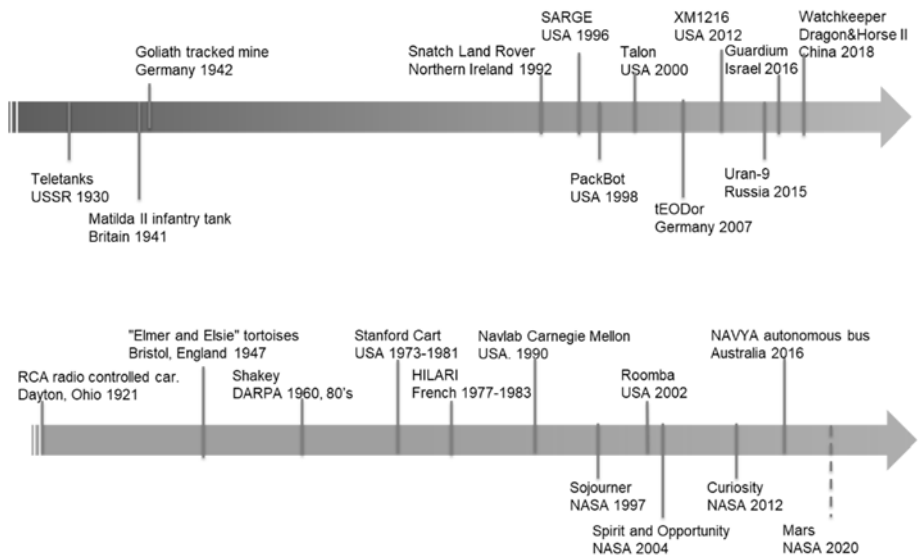 SARGE
USA 1996
XM1216
USA 2012
Watchkeeper
Dragon&Horse II
China 2018
Goliath tracked mine
Germany 1942
Snatch Land Rover
Northern Ireland 1992
Talon
USA 2000
Guardium
Israel 2016
Teletanks
USSR 1930
Matilda II infantry tank
Britain 1941
PackBot
USA 1998
tEODor
Germany 2007
Uran-9
Russia 2015
"Elmer and Elsie" tortoises
Bristol, England 1947
Stanford Cart
USA 1973-1981
Navlab Carnegie Mellon
USA. 1990
NAVYA autonomous bus
Australia 2016
RCA radio controlled car.
Dayton, Ohio 1921
Shakey
DARPA 1960, 80's
HILARI
French 1977-1983
Roomba
USA 2002
Sojourner
NASA 1997
Spirit and Opportunity
NASA 2004
Curiosity
NASA 2012
Mars
NASA 2020